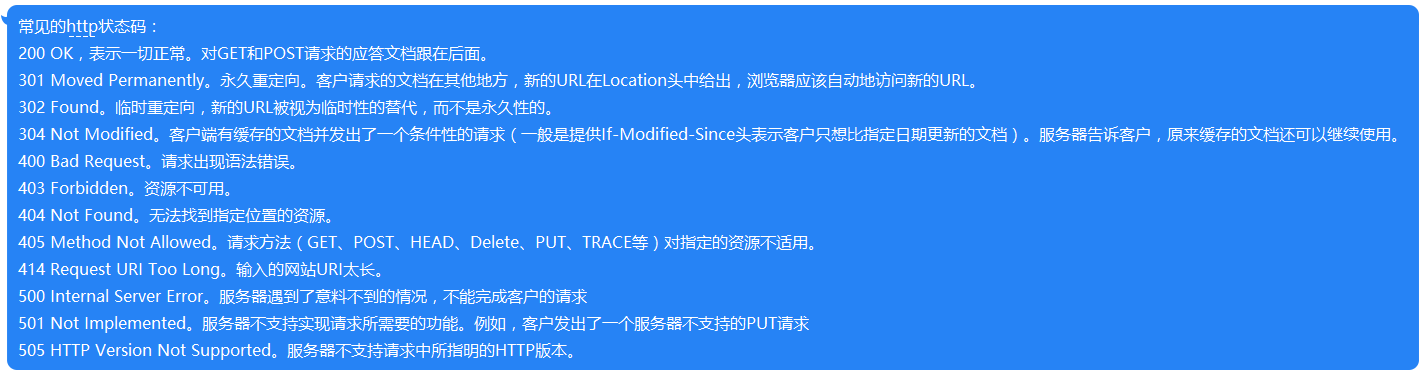 常见的http状态码：
200 OK，表示一切正常。对GET和POST请求的应答文档跟在后面。
301 Moved Permanently。永久重定向。客户请求的文档在其他地方，新的URL在Location头中给出，浏览器应该自动地访问新的URL。
302 Found。临时重定向，新的URL被视为临时性的替代，而不是永久性的。
304 Not Modified。客户端有缓存的文档并发出了一个条件性的请求（一般是提供If-Modified-Since头表示客户只想比指定日期更新的文档）。服务器告诉客户，原来缓存的文档还可以继续使用。
400 Bad Request。请求出现语法错误。
403 Forbidden。资源不可用。
404 Not Found。无法找到指定位置的资源。
405 Method Not Allowed。请求方法（GET、POST、HEAD、Delete、PUT、TRACE等）对指定的资源不适用。
414 Request URI Too Long。输入的网站URI太长。
500 Internal Server Error。服务器遇到了意料不到的情况，不能完成客户的请求
501 Not Implemented。服务器不支持实现请求所需要的功能。例如，客户发出了一个服务器不支持的PUT请求
505 HTTP Version Not Supported。服务器不支持请求中所指明的HTTP版本。